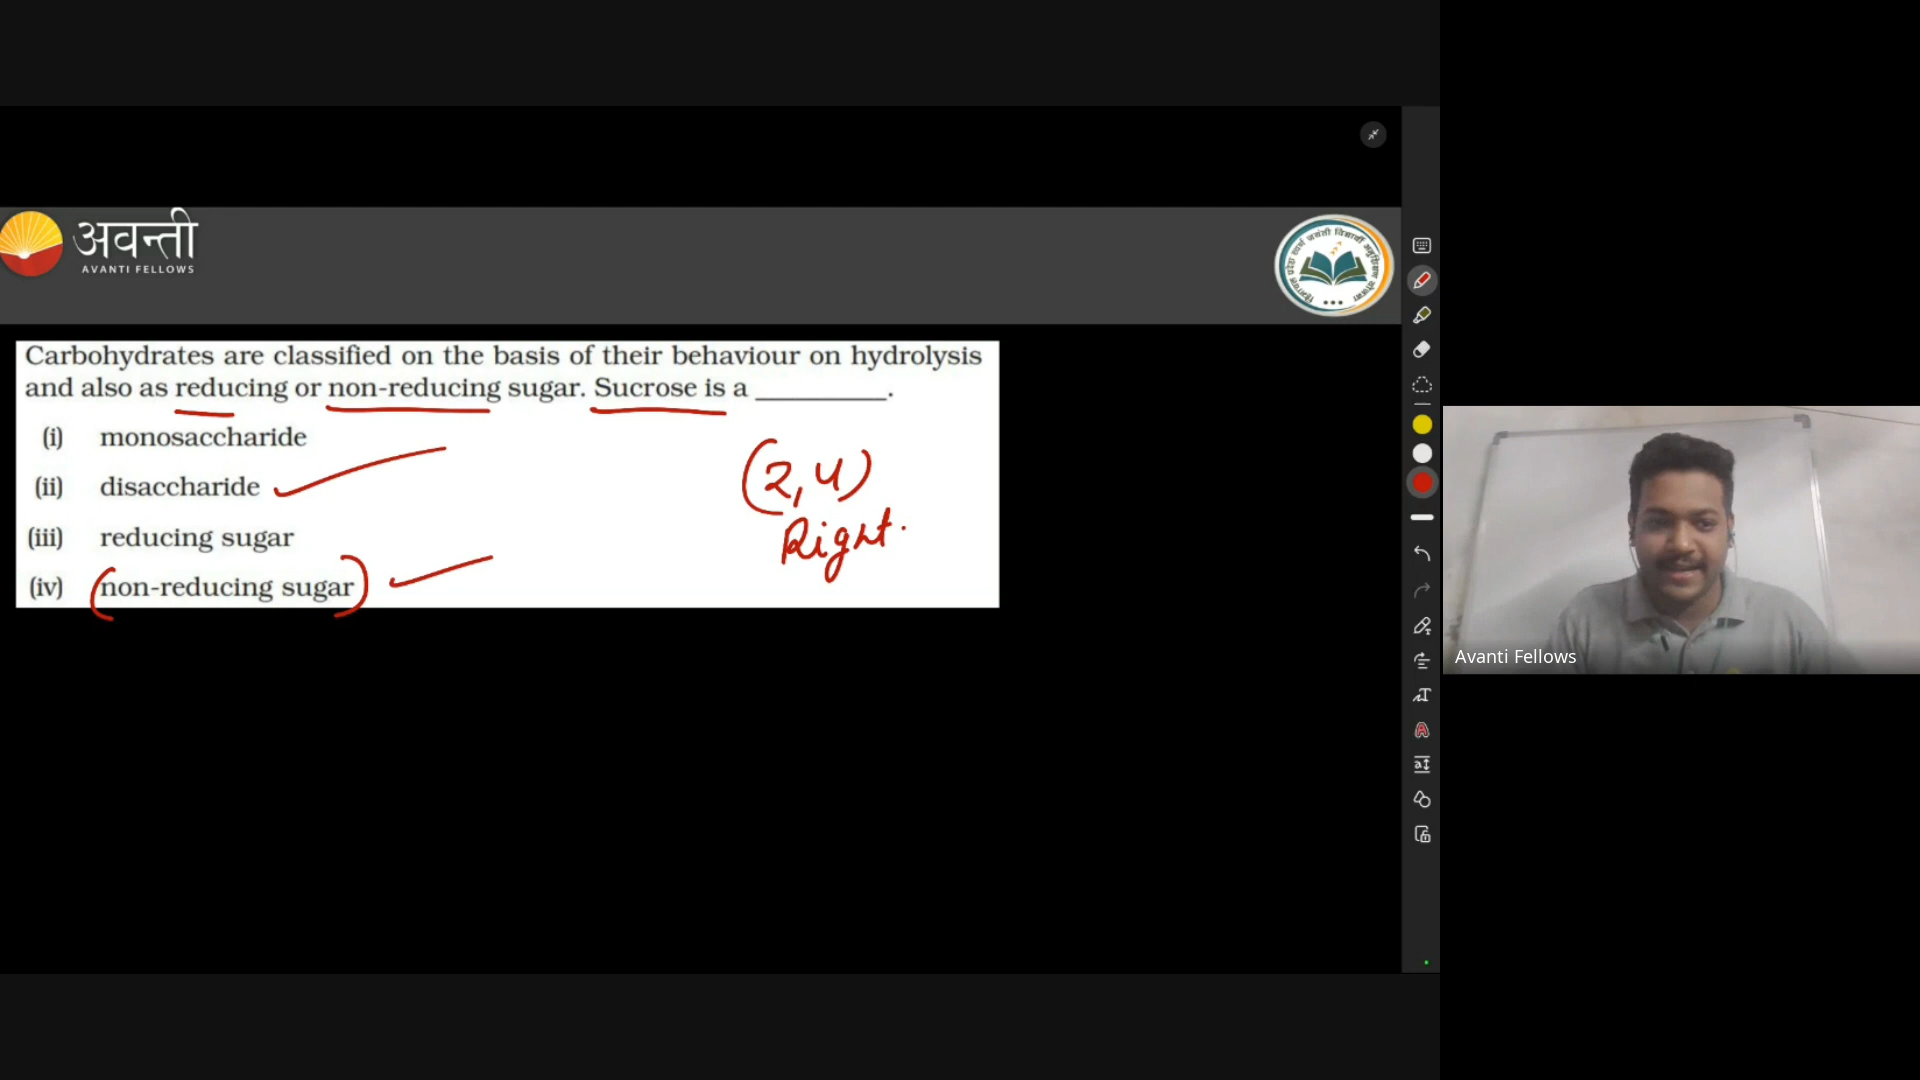 अवन्ती
AVANTI FELLOWS
Carbohydrates are classified on the basis of their behaviour on hydrolysis
and also as reducing or non-reducing sugar. Sucrose is a __________.
(i) monosaccharide
(ii) disaccharide
(iii) reducing sugar
(iv) (non-reducing sugar)
(2,4)
Right.
Avanti Fellows